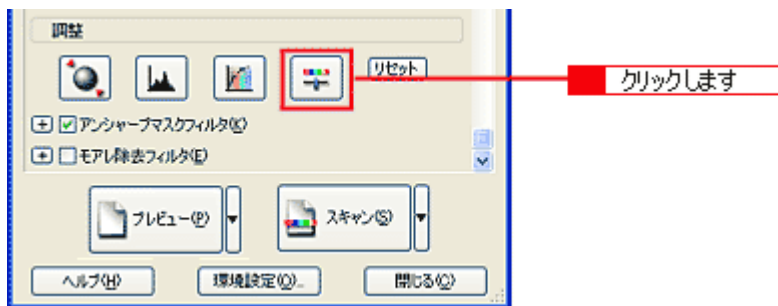 調整
リセット
クリックします
アンシャープマスクフィルタ(K)
モアレ除去フィルタ(E)
プレビュー(P)
スキャン(S)
ヘルプ(H)
環境設定(O)...
閉じる(C)